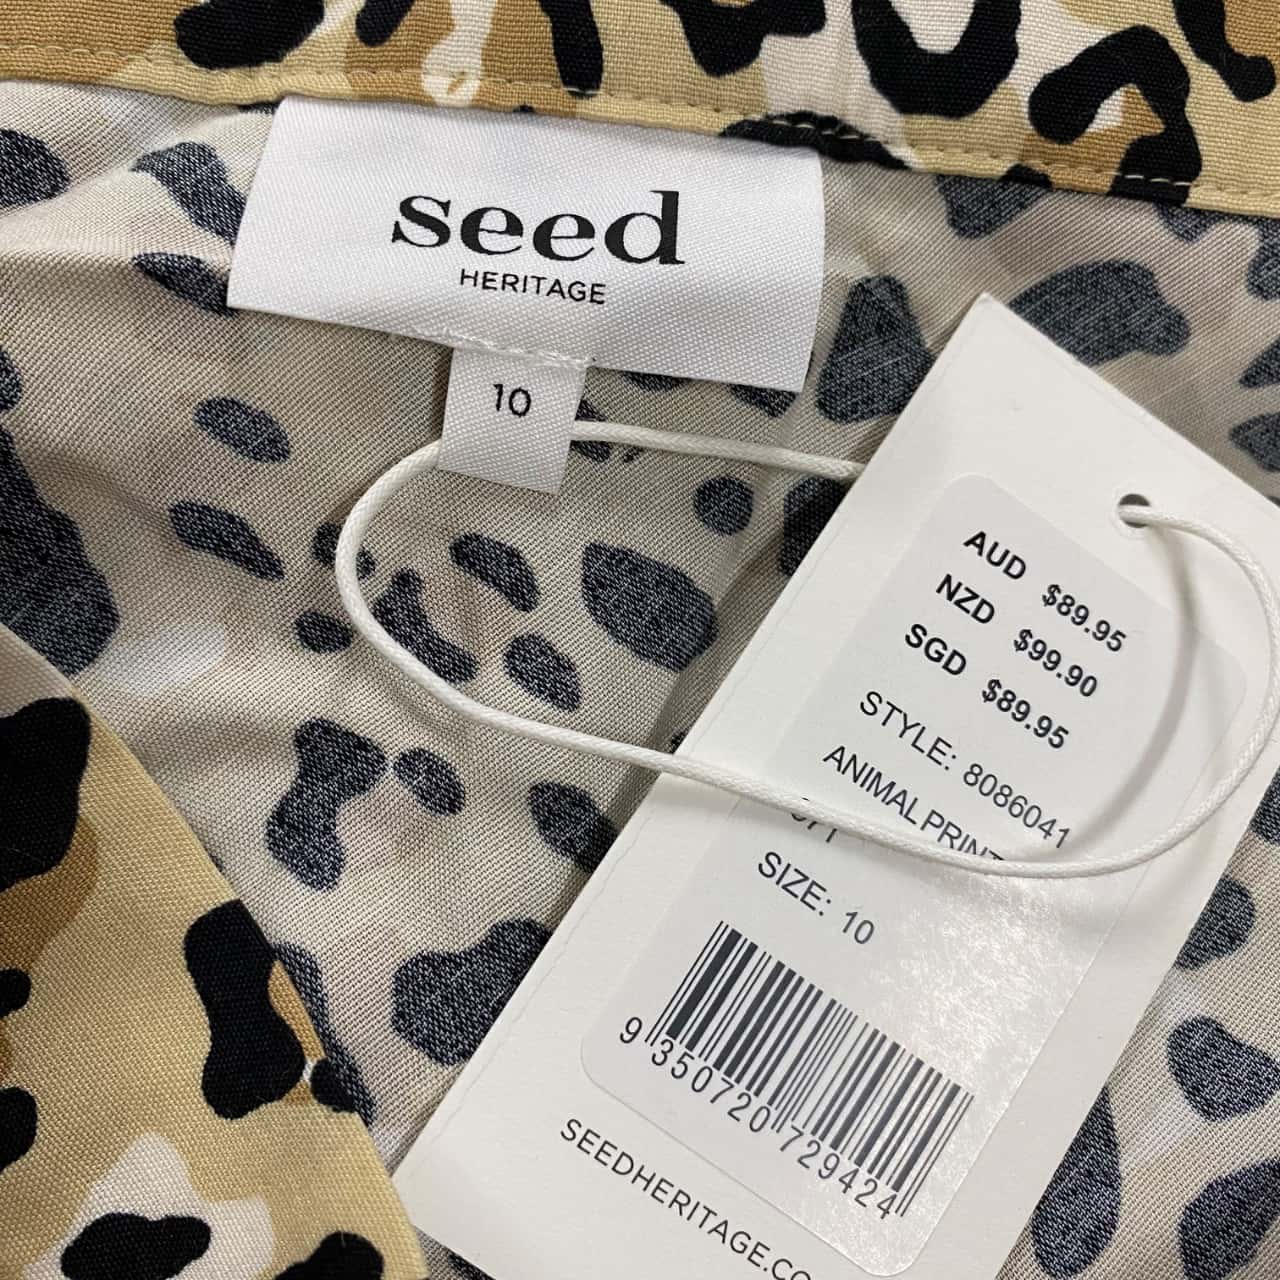 seed
HERITAGE
10
AUD $89.95
NZD $99.90
SGD $89.95
STYLE: 8086041
ANIMAL PRINT
SIZE: 10
9 350720 729424
SEEDHERITAGE.CO